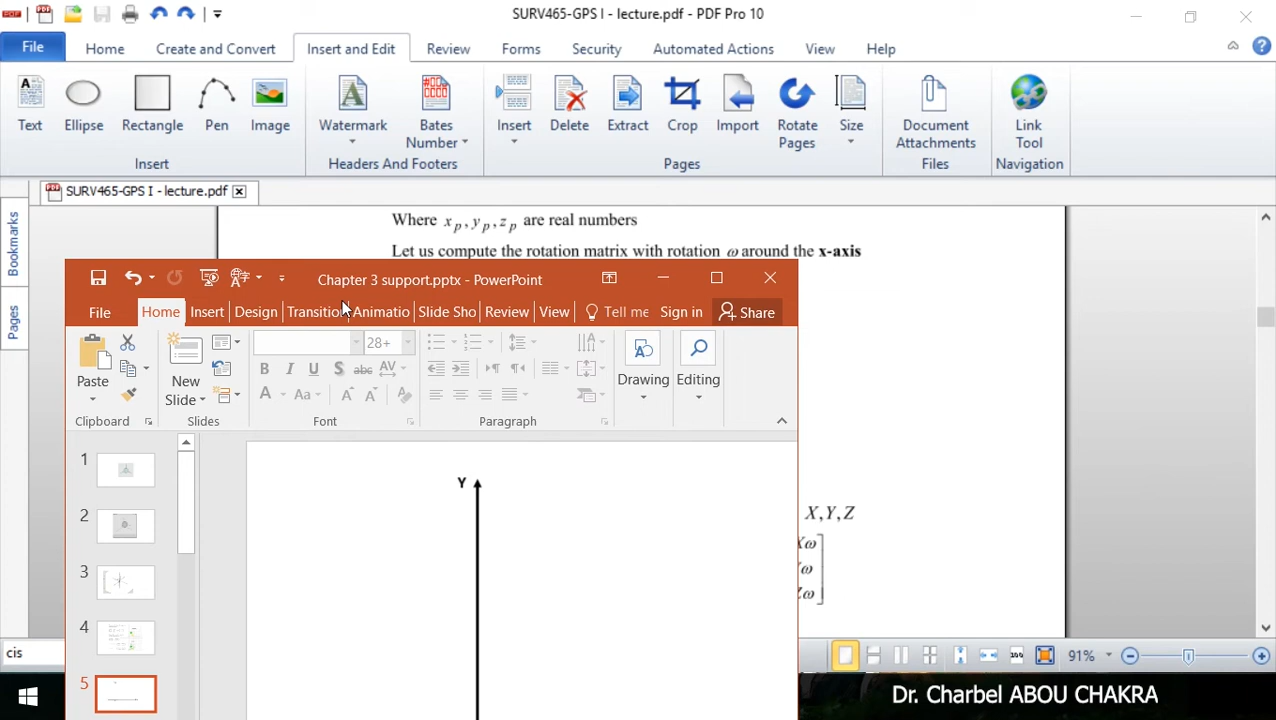 SURV465-GPS I - lecture.pdf - PDF Pro 10
File Home Create and Convert Insert and Edit Review Forms Security Automated Actions View Help
Text Ellipse Rectangle Pen Image Watermark Bates Number Insert Delete Extract Crop Import Rotate Pages Size Document Attachments Link Tool
Insert Headers And Footers Pages Files Navigation
SURV465-GPS I - lecture.pdf
Bookmarks
Pages
Where x_p, y_p, z_p are real numbers
Let us compute the rotation matrix with rotation ω around the x-axis
Chapter 3 support.pptx - PowerPoint
File Home Insert Design Transitio Animatio Slide Sho Review View Tell me Sign in Share
28+
Paste New Slide Drawing Editing
Clipboard Slides Font Paragraph
1
2
3
4
5
Y
X, Y, Z
Xω
ω
Zω
cis
91%
Dr. Charbel ABOU CHAKRA